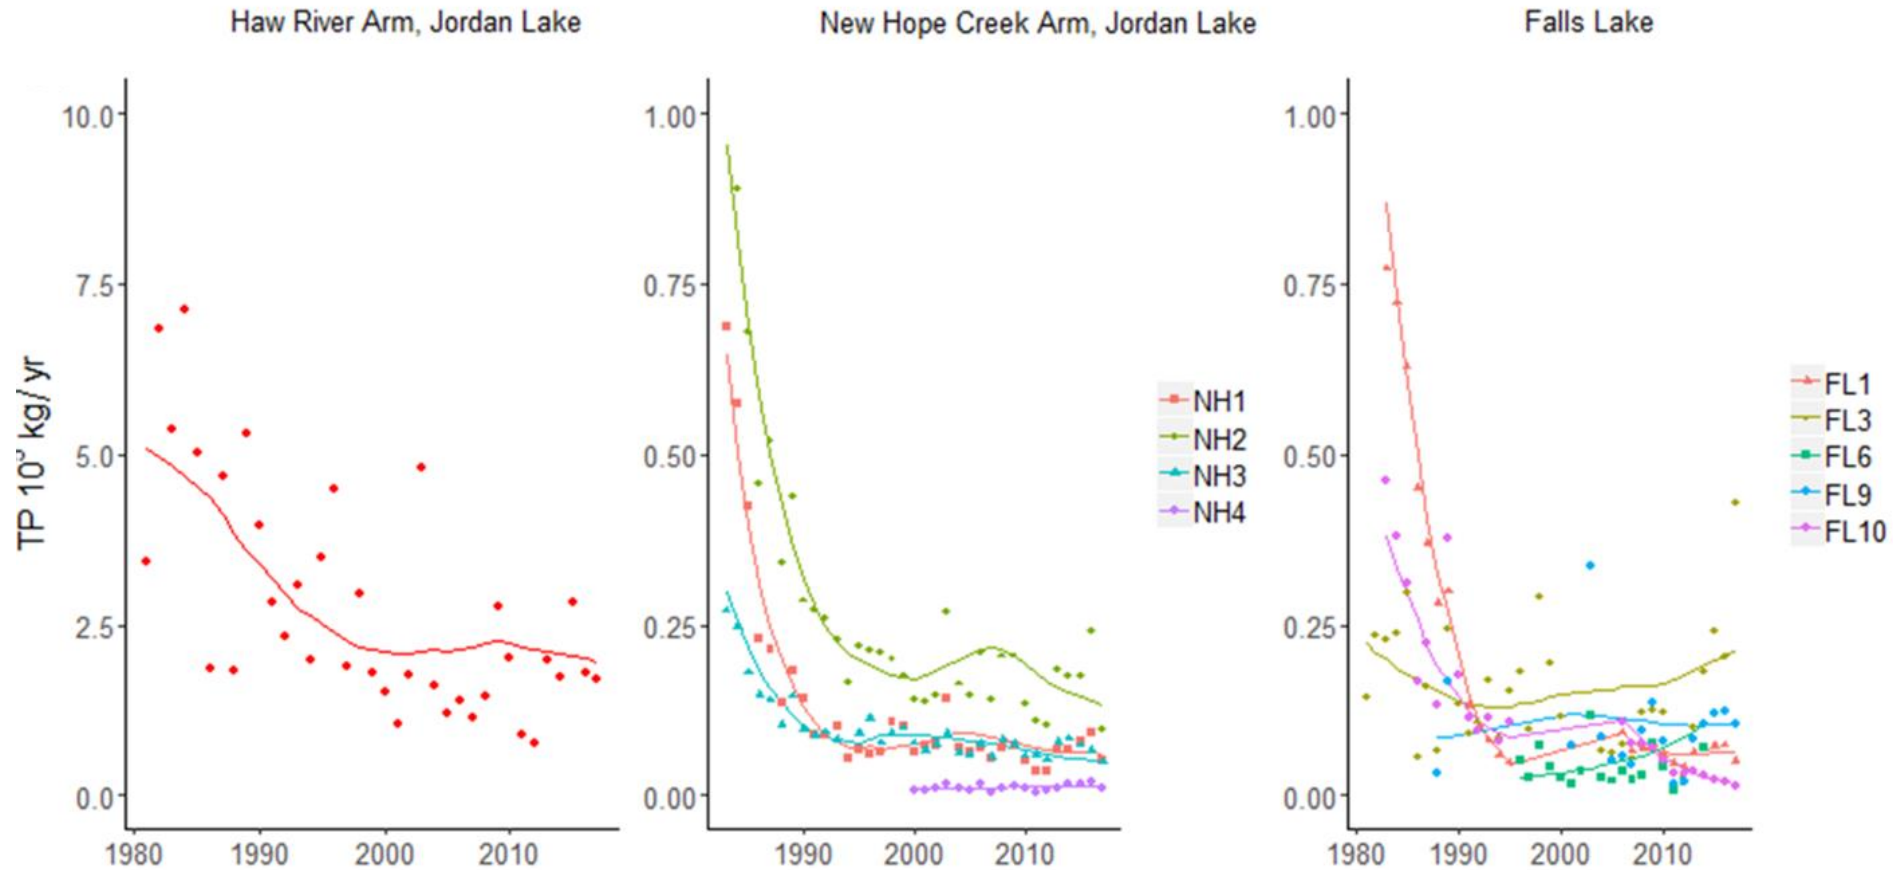 Haw River Arm, Jordan Lake
New Hope Creek Arm, Jordan Lake
Falls Lake
TP 10⁵ kg/ yr
10.0
7.5
5.0
2.5
0.0
1980 1990 2000 2010
1.00
0.75
0.50
0.25
0.00
1990 2000 2010
NH1
NH2
NH3
NH4
1.00
0.75
0.50
0.25
0.00
1980 1990 2000 2010
FL1
FL3
FL6
FL9
FL10